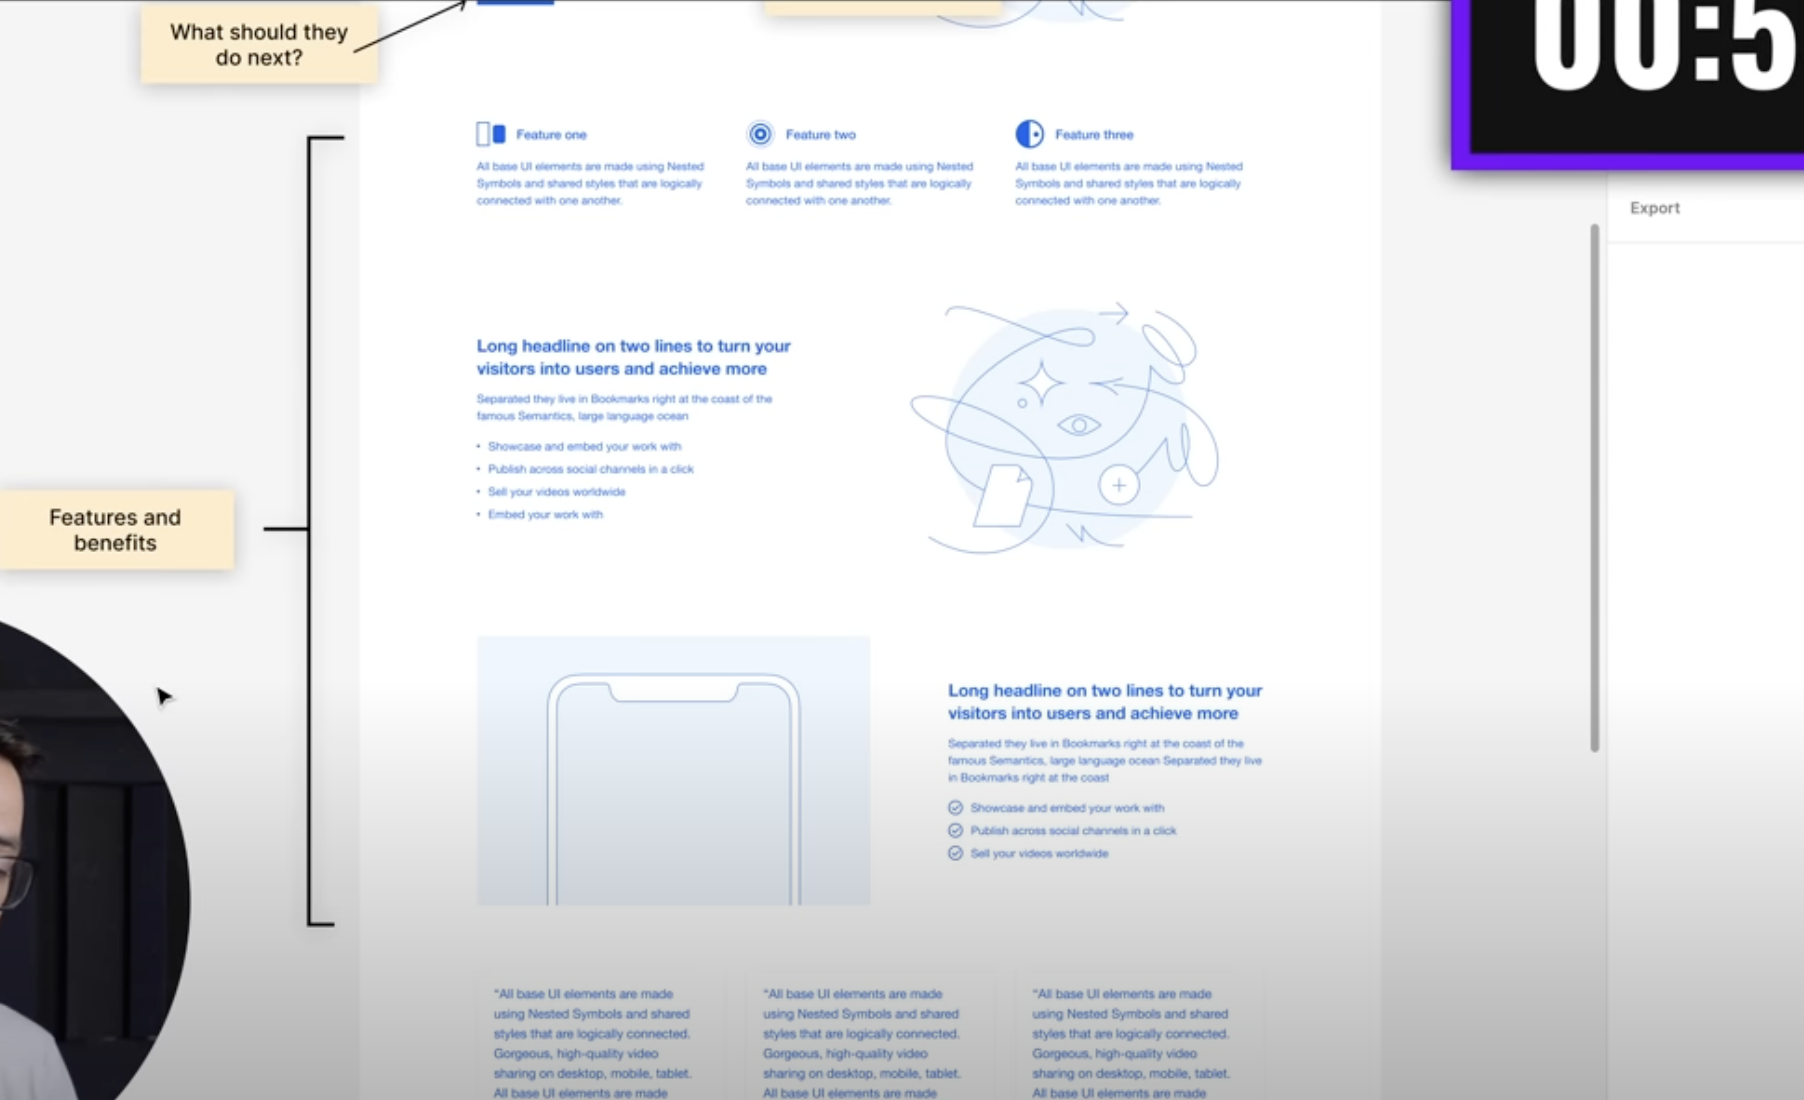 What should they
do next?
00:5
Export
Feature one
All base UI elements are made using Nested
Symbols and shared styles that are logically
connected with one another.
Feature two
All base UI elements are made using Nested
Symbols and shared styles that are logically
connected with one another.
Feature three
All base UI elements are made using Nested
Symbols and shared styles that are logically
connected with one another.
Long headline on two lines to turn your
visitors into users and achieve more
Separated they live in Bookmarks right at the coast of the
famous Semantics, large language ocean
• Showcase and embed your work with
• Publish across social channels in a click
• Sell your videos worldwide
• Embed your work with
Features and
benefits
Long headline on two lines to turn your
visitors into users and achieve more
Separated they live in Bookmarks right at the coast of the
famous Semantics, large language ocean Separated they live
in Bookmarks right at the coast
Showcase and embed your work with
Publish across social channels in a click
Sell your videos worldwide
"All base UI elements are made
using Nested Symbols and shared
styles that are logically connected.
Gorgeous, high-quality video
sharing on desktop, mobile, tablet.
All base UI elements are made
"All base UI elements are made
using Nested Symbols and shared
styles that are logically connected.
Gorgeous, high-quality video
sharing on desktop, mobile, tablet.
All base UI elements are made
"All base UI elements are made
using Nested Symbols and shared
styles that are logically connected.
Gorgeous, high-quality video
sharing on desktop, mobile, tablet.
All base UI elements are made